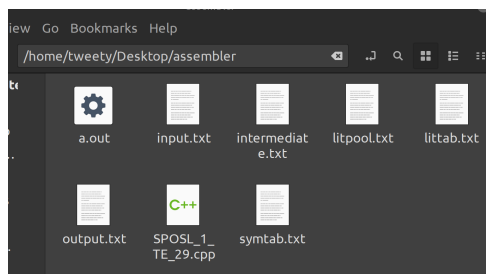 iew Go Bookmarks Help
/home/tweety/Desktop/assembler
a.out input.txt intermediat litpool.txt littab.txt
e.txt
C++
output.txt SPOSL_1_ symtab.txt
TE_29.cpp